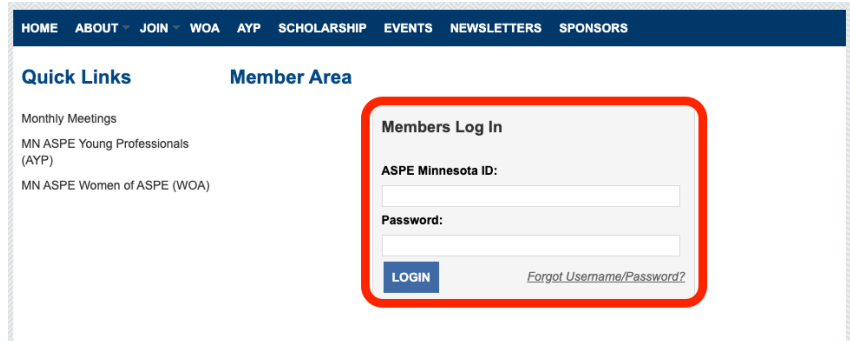 HOME ABOUT JOIN WOA AYP SCHOLARSHIP EVENTS NEWSLETTERS SPONSORS
Quick Links
Monthly Meetings
MN ASPE Young Professionals
(AYP)
MN ASPE Women of ASPE (WOA)
Member Area
Members Log In
ASPE Minnesota ID:
Password:
LOGIN Forgot Username/Password?